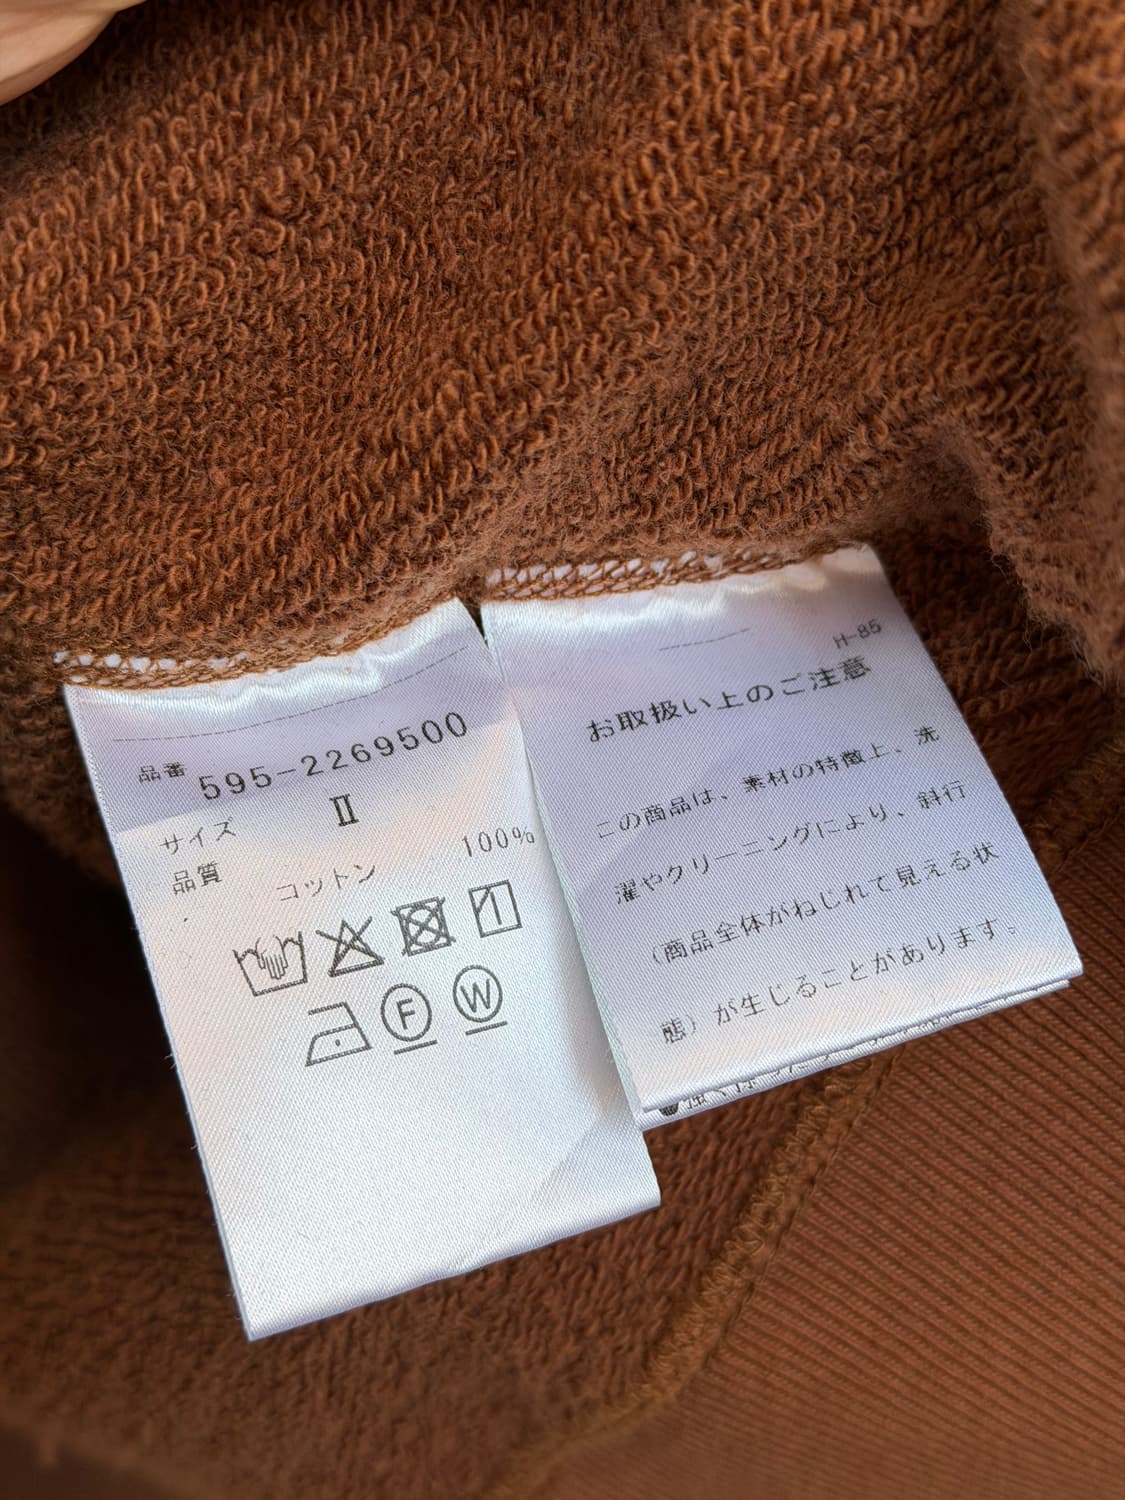 品番 595-2269500
サイズ Ⅱ
品質 コットン 100%
F W
H-85
お取扱い上のご注意
この商品は、素材の特徴上、洗
濯やクリーニングにより、斜行
（商品全体がねじれて見える状
態）が生じることがあります。